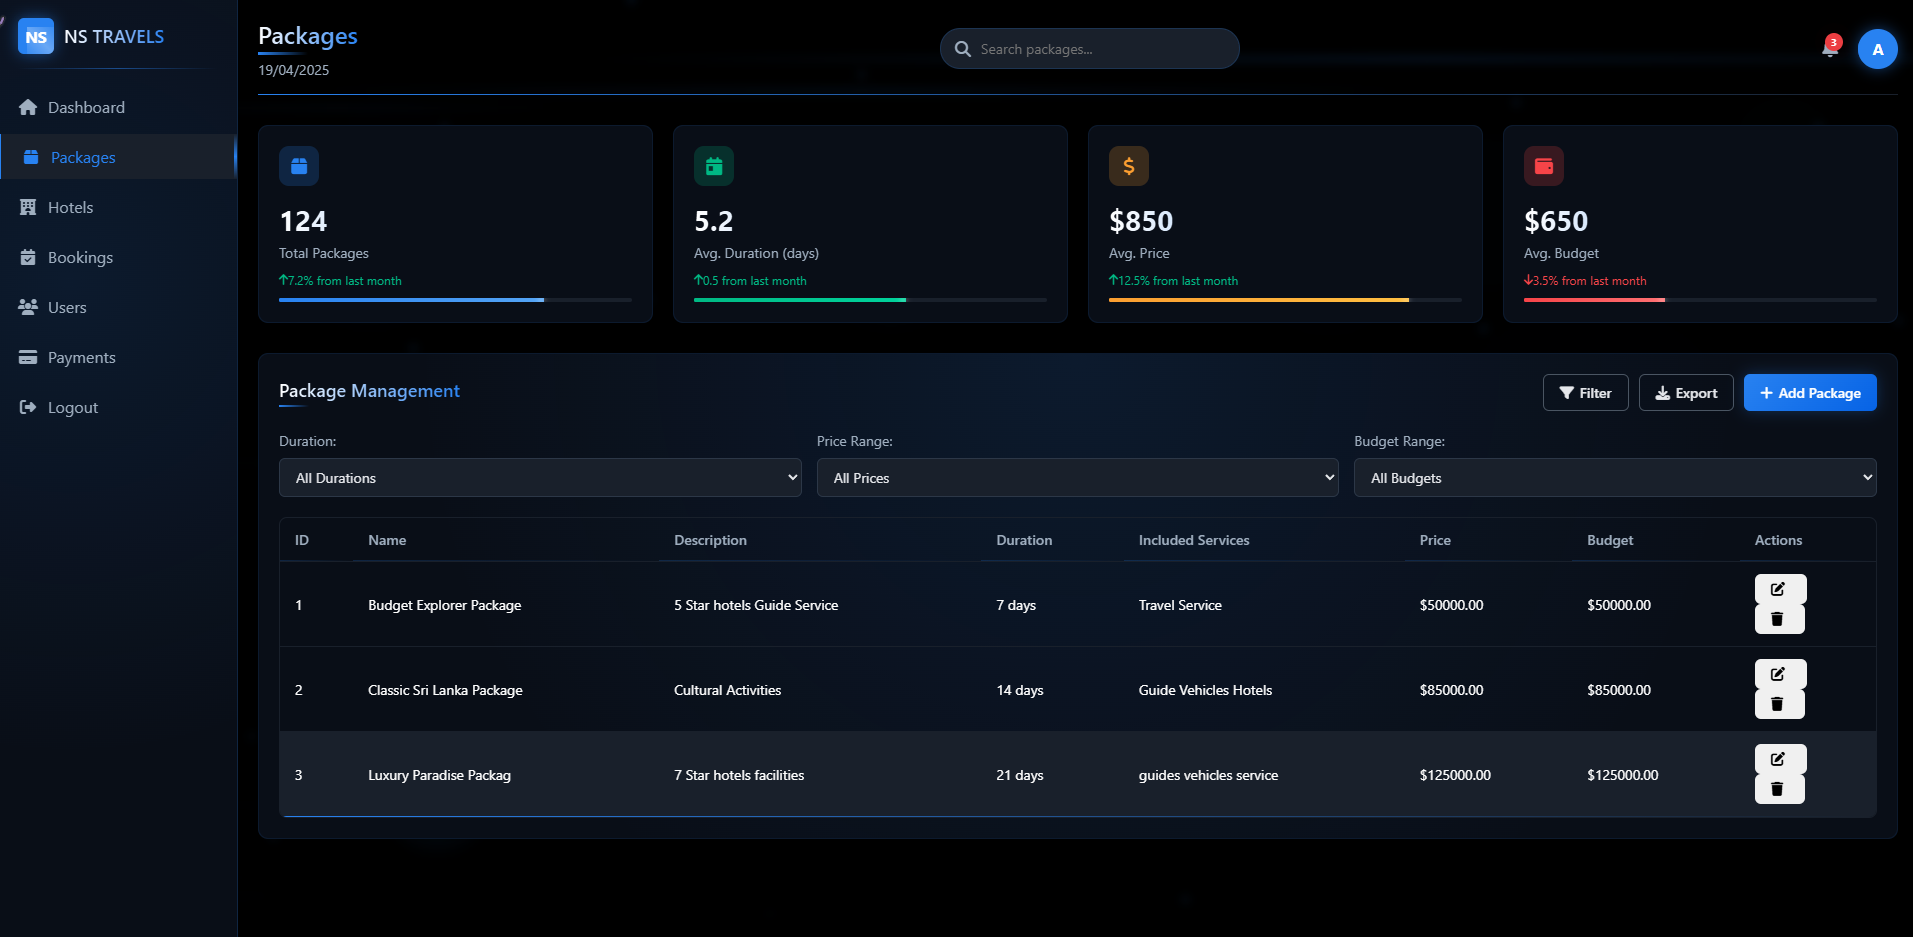 NS NS TRAVELS
Dashboard
Packages
Hotels
Bookings
Users
Payments
Logout
Packages
19/04/2025
Search packages...
3
A
124
Total Packages
↑7.2% from last month
5.2
Avg. Duration (days)
↑0.5 from last month
$850
Avg. Price
↑12.5% from last month
$650
Avg. Budget
↓3.5% from last month
Package Management
Filter
Export
+ Add Package
Duration:
All Durations
Price Range:
All Prices
Budget Range:
All Budgets
ID Name Description Duration Included Services Price Budget Actions
1 Budget Explorer Package 5 Star hotels Guide Service 7 days Travel Service $50000.00 $50000.00
2 Classic Sri Lanka Package Cultural Activities 14 days Guide Vehicles Hotels $85000.00 $85000.00
3 Luxury Paradise Packag 7 Star hotels facilities 21 days guides vehicles service $125000.00 $125000.00